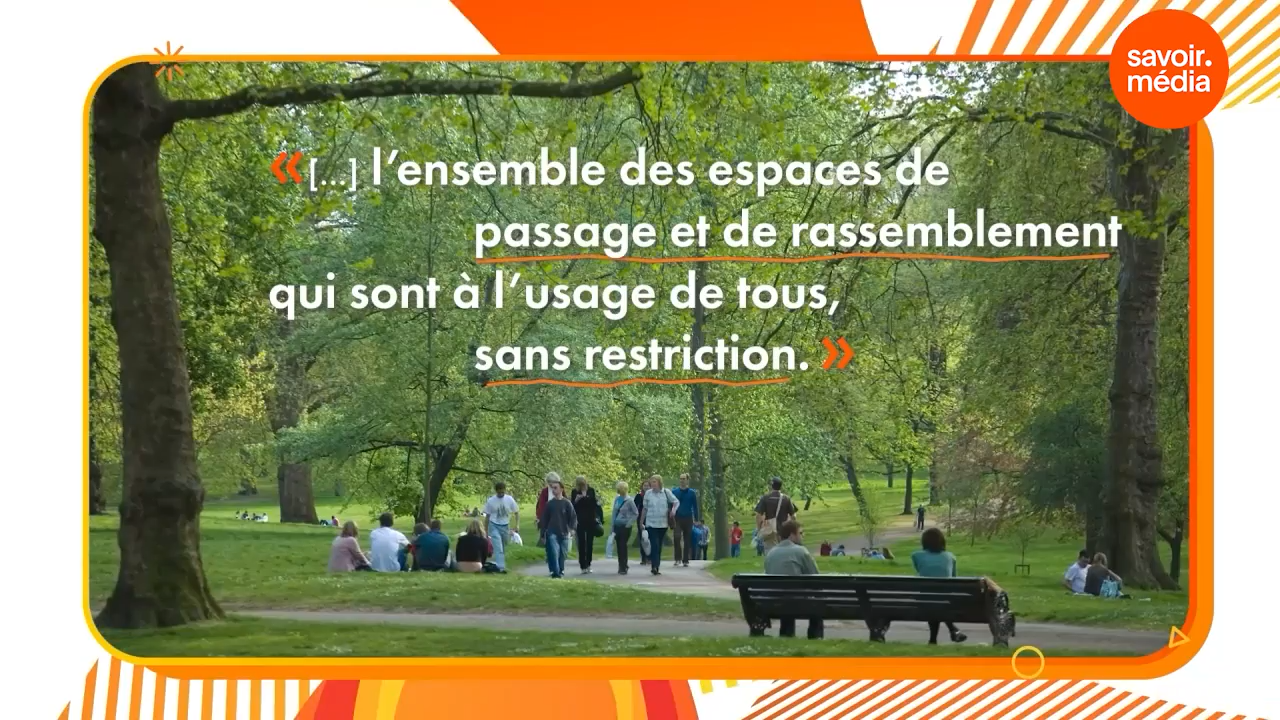 savoir.
média
«[...] l’ensemble des espaces de
passage et de rassemblement
qui sont à l’usage de tous,
sans restriction. »